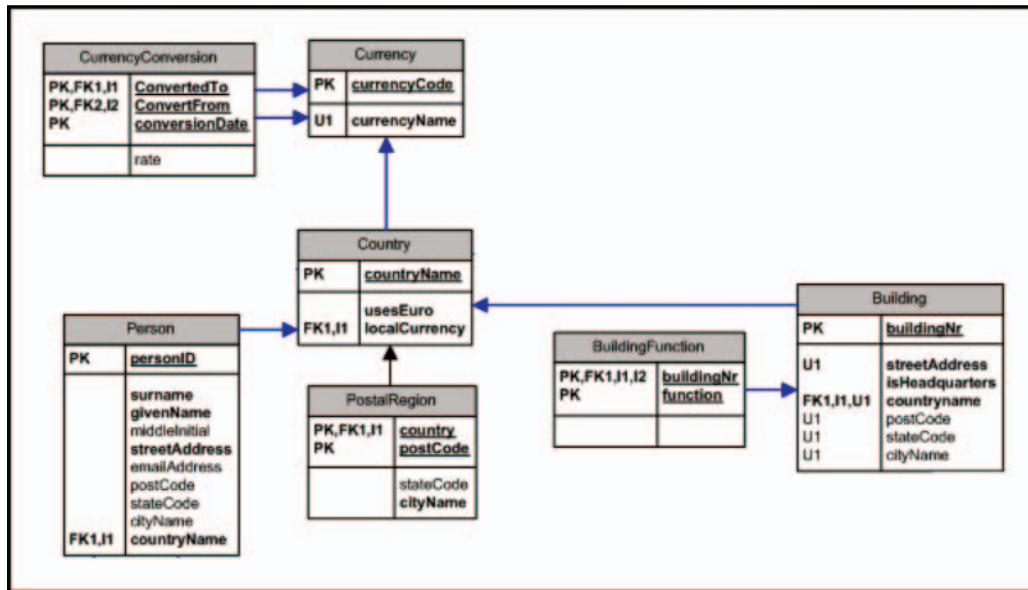 CurrencyConversion
PK,FK1,I1 ConvertedTo
PK,FK2,I2 ConvertFrom
PK conversionDate
rate
Currency
PK currencyCode
U1 currencyName
Country
PK countryName
usesEuro
FK1,I1 localCurrency
Person
PK personID
surname
givenName
middleInitial
streetAddress
emailAddress
postCode
stateCode
cityName
FK1,I1 countryName
PostalRegion
PK,FK1,I1 country
PK postCode
stateCode
cityName
BuildingFunction
PK,FK1,I1,I2 buildingNr
PK function
Building
PK buildingNr
U1 streetAddress
isHeadquarters
FK1,I1,U1 countryname
U1 postCode
U1 stateCode
U1 cityName